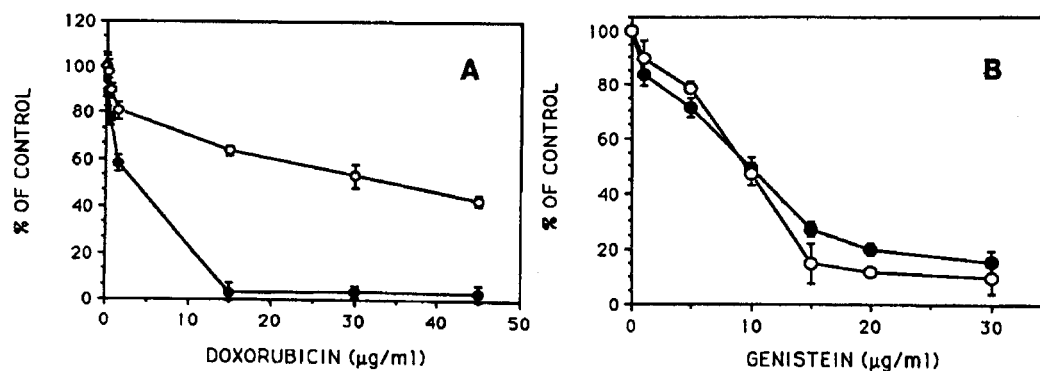 % OF CONTROL
120
100
80
60
40
20
0
A
0 10 20 30 40 50
DOXORUBICIN (µg/ml)
% OF CONTROL
100
80
60
40
20
0
B
0 10 20 30
GENISTEIN (µg/ml)